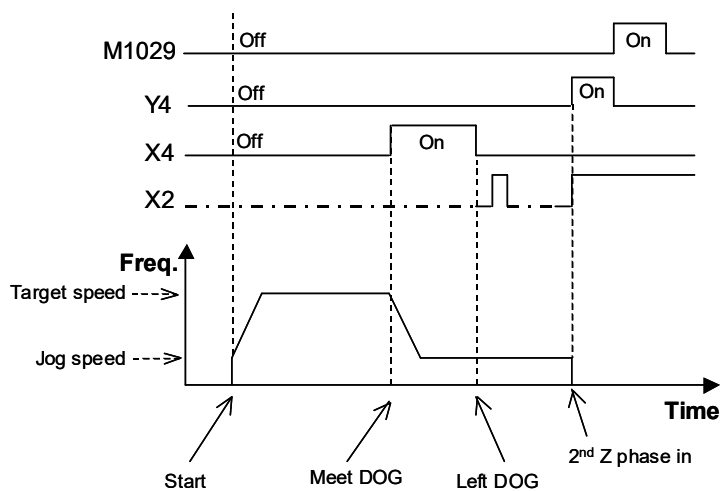 M1029
Off
On
Y4
Off
On
X4
Off
On
X2
Freq.
Target speed
Jog speed
Time
Start
Meet DOG
Left DOG
2nd Z phase in